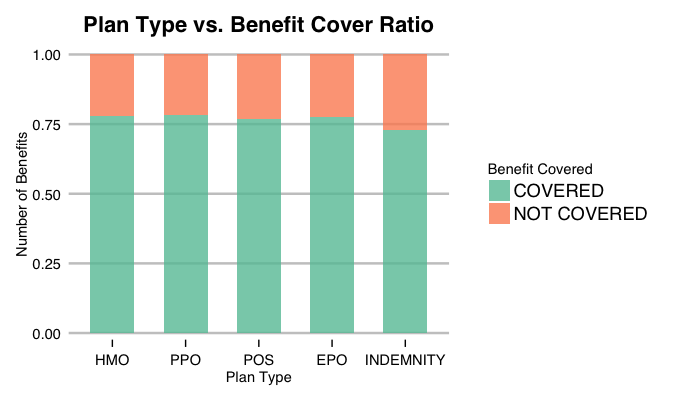 Plan Type vs. Benefit Cover Ratio
Number of Benefits
1.00
0.75
0.50
0.25
0.00
HMO PPO POS EPO INDEMNITY
Plan Type
Benefit Covered
COVERED
NOT COVERED